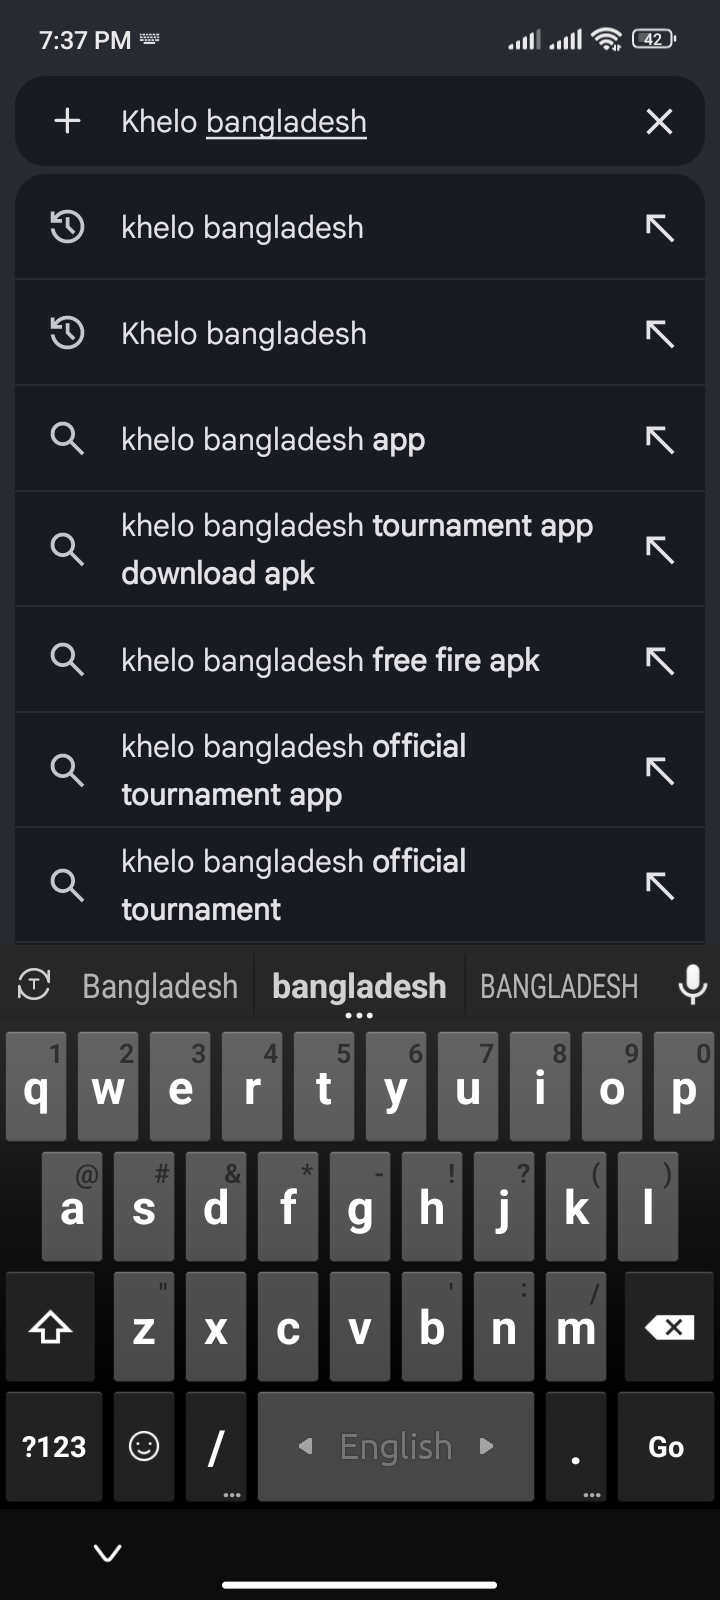 7:37 PM 42
Khelo bangladesh
khelo bangladesh
Khelo bangladesh
khelo bangladesh app
khelo bangladesh tournament app
download apk
khelo bangladesh free fire apk
khelo bangladesh official
tournament app
khelo bangladesh official
tournament
T Bangladesh bangladesh BANGLADESH
1 2 3 4 5 6 7 8 9 0
q w e r t y u i o p
@ # & * - ! ? ( )
a s d f g h j k l
" ' : /
z x c v b n m
?123 / English . Go